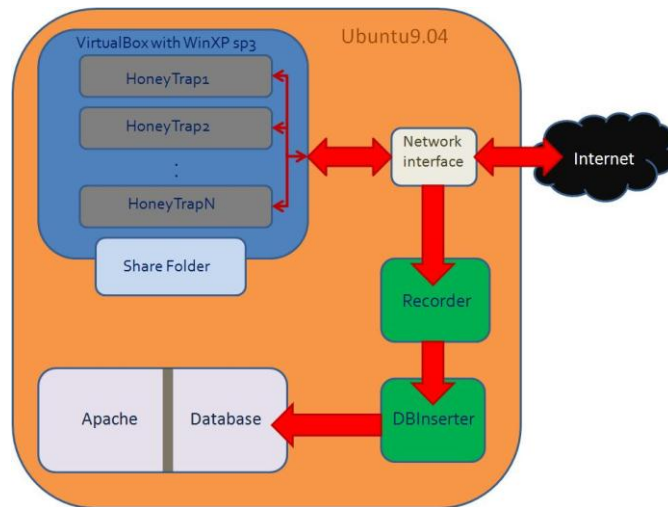 Ubuntu9.04
VirtualBox with WinXP sp3
HoneyTrap1
HoneyTrap2
:
HoneyTrapN
Share Folder
Network
interface
Internet
Recorder
DBInserter
Apache
Database